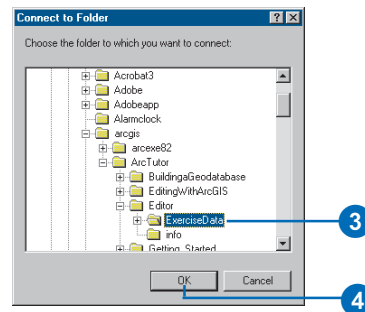 Connect to Folder
Choose the folder to which you want to connect:
Acrobat3
Adobe
Adobeapp
Alarmclock
arcgis
arcexe82
ArcTutor
BuildingaGeodatabase
EditingWithArcGIS
Editor
ExerciseData
3
info
Getting_Started
OK
Cancel
4